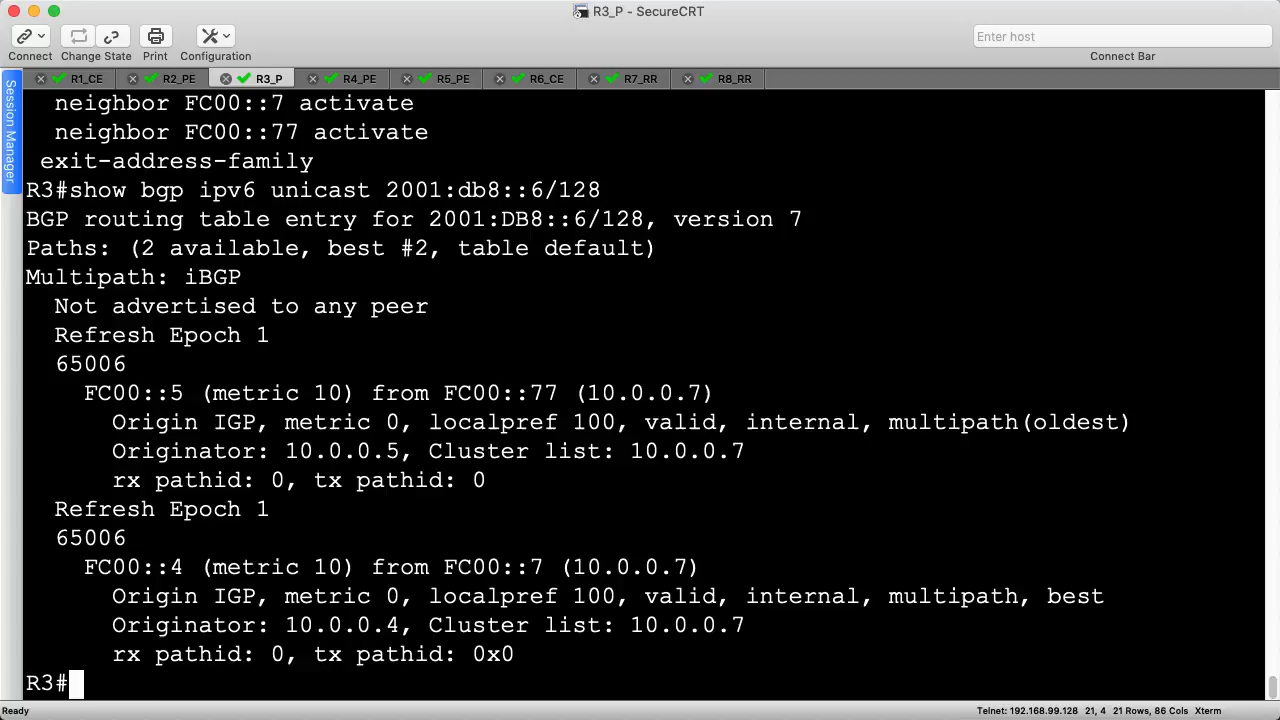 R3_P - SecureCRT
Connect Change State Print Configuration
Enter host
Connect Bar
Session Manager
R1_CE R2_PE R3_P R4_PE R5_PE R6_CE R7_RR R8_RR
neighbor FC00::7 activate
neighbor FC00::77 activate
exit-address-family
R3#show bgp ipv6 unicast 2001:db8::6/128
BGP routing table entry for 2001:DB8::6/128, version 7
Paths: (2 available, best #2, table default)
Multipath: iBGP
Not advertised to any peer
Refresh Epoch 1
65006
FC00::5 (metric 10) from FC00::77 (10.0.0.7)
Origin IGP, metric 0, localpref 100, valid, internal, multipath(oldest)
Originator: 10.0.0.5, Cluster list: 10.0.0.7
rx pathid: 0, tx pathid: 0
Refresh Epoch 1
65006
FC00::4 (metric 10) from FC00::7 (10.0.0.7)
Origin IGP, metric 0, localpref 100, valid, internal, multipath, best
Originator: 10.0.0.4, Cluster list: 10.0.0.7
rx pathid: 0, tx pathid: 0x0
R3#
Ready
Telnet: 192.168.99.128 21, 4 21 Rows, 86 Cols Xterm